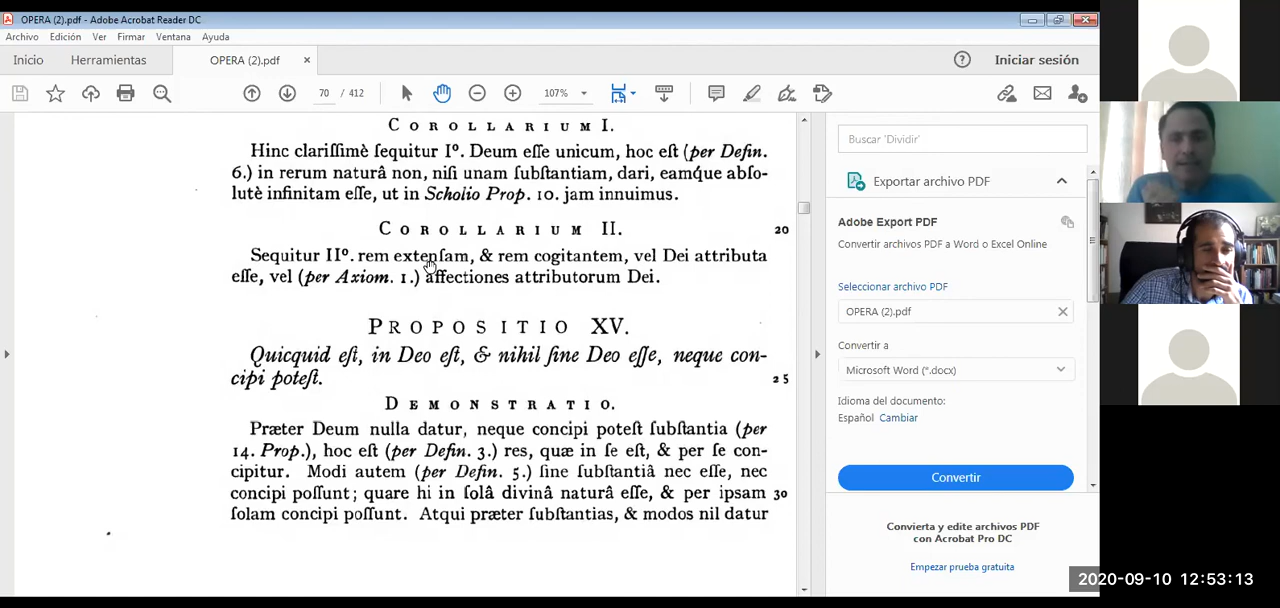 OPERA (2).pdf - Adobe Acrobat Reader DC
Archivo Edición Ver Firmar Ventana Ayuda
Inicio Herramientas OPERA (2).pdf × Iniciar sesión
70 / 412 107%
COROLLARIUM I.
Hinc clariſſimè ſequitur Iº. Deum eſſe unicum, hoc eſt (per Defin.
6.) in rerum naturâ non, niſi unam ſubſtantiam, dari, eamq́ue abſo-
lutè infinitam eſſe, ut in Scholio Prop. 10. jam innuimus.
COROLLARIUM II. 20
Sequitur IIº. rem extenſam, & rem cogitantem, vel Dei attributa
eſſe, vel (per Axiom. 1.) affectiones attributorum Dei.
PROPOSITIO XV.
Quicquid eſt, in Deo eſt, & nihil ſine Deo eſſe, neque con-
cipi poteſt. 25
DEMONSTRATIO.
Præter Deum nulla datur, neque concipi poteſt ſubſtantia (per
14. Prop.), hoc eſt (per Defin. 3.) res, quæ in ſe eſt, & per ſe con-
cipitur. Modi autem (per Defin. 5.) ſine ſubſtantiâ nec eſſe, nec
concipi poſſunt; quare hi in ſolâ divinâ naturâ eſſe, & per ipsam 30
ſolam concipi poſſunt. Atqui præter ſubſtantias, & modos nil datur
Buscar 'Dividir'
Exportar archivo PDF
Adobe Export PDF
Convertir archivos PDF a Word o Excel Online
Seleccionar archivo PDF
OPERA (2).pdf
Convertir a
Microsoft Word (*.docx)
Idioma del documento:
Español Cambiar
Convertir
Convierta y edite archivos PDF
con Acrobat Pro DC
Empezar prueba gratuita
2020-09-10 12:53:13